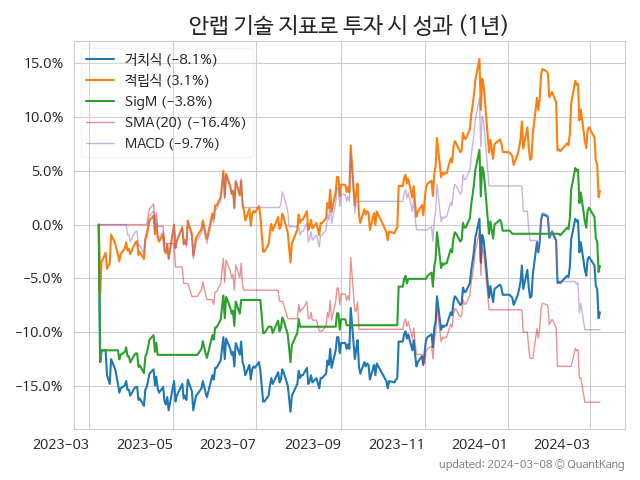 안랩 기술 지표로 투자 시 성과 (1년)
거치식 (−8.1%)
적립식 (3.1%)
SigM (−3.8%)
SMA(20) (−16.4%)
MACD (−9.7%)
15.0%
10.0%
5.0%
0.0%
−5.0%
−10.0%
−15.0%
2023-03 2023-05 2023-07 2023-09 2023-11 2024-01 2024-03
updated: 2024-03-08 © QuantKang